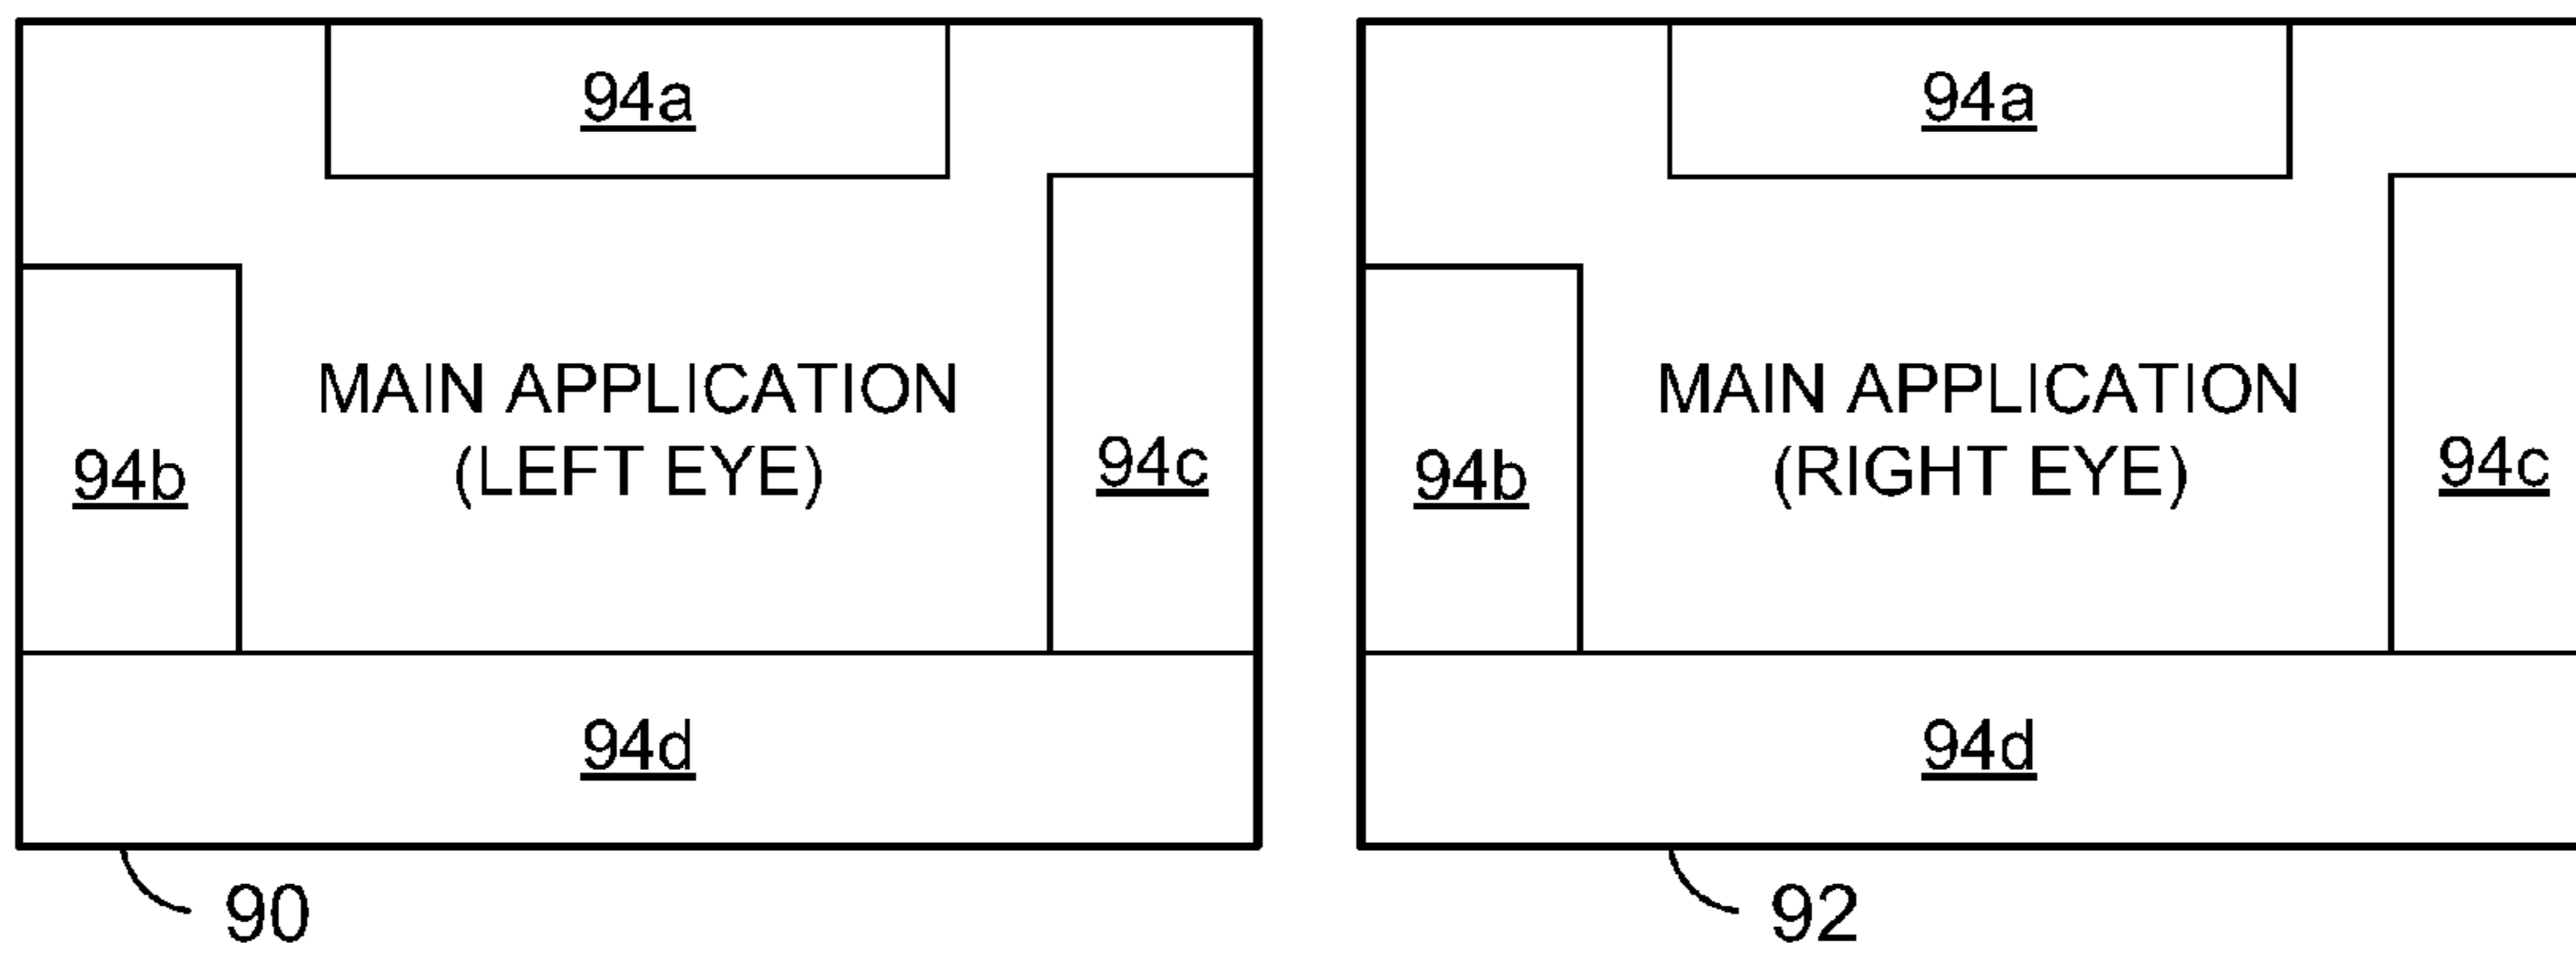 94a
MAIN APPLICATION
(LEFT EYE)
94b
94c
94d
90
94a
MAIN APPLICATION
(RIGHT EYE)
94b
94c
94d
92